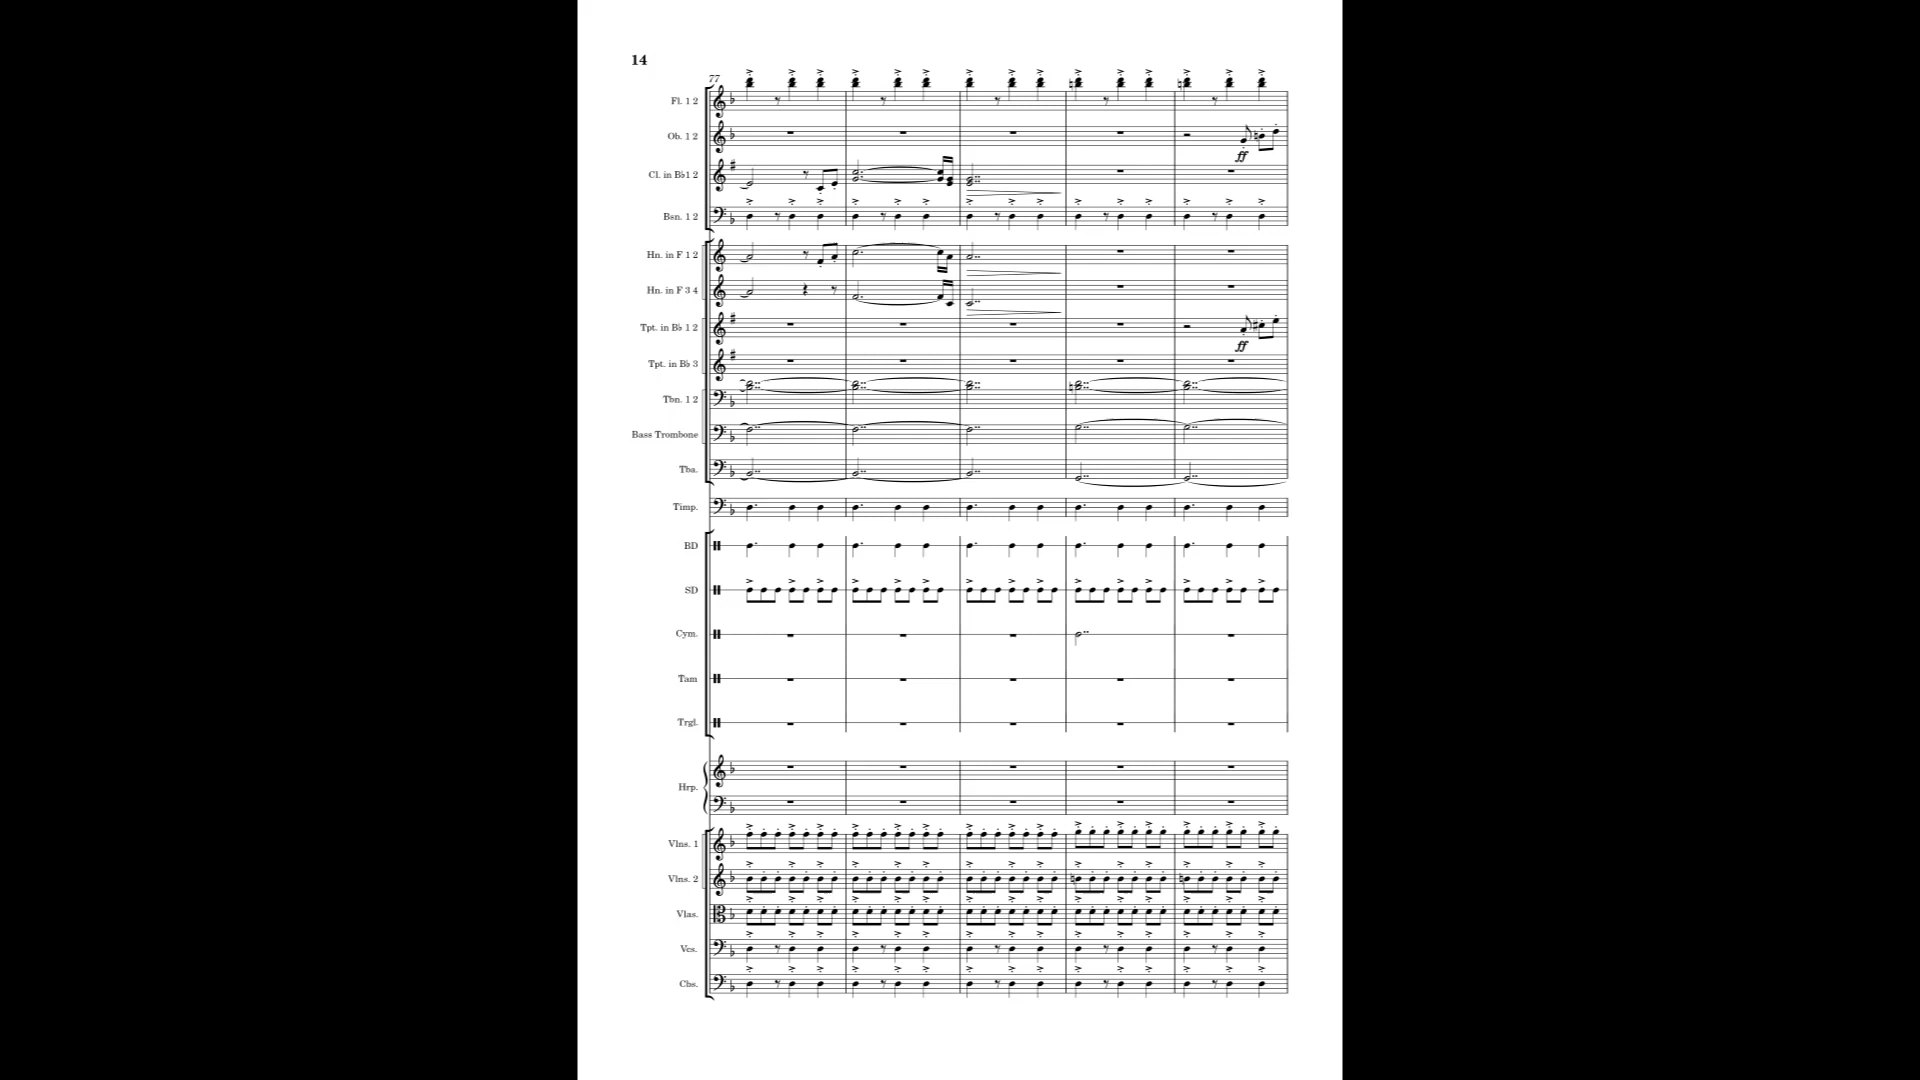 14
77
Fl. 1 2
Ob. 1 2
ff
Cl. in B♭1 2
Bsn. 1 2
Hn. in F 1 2
Hn. in F 3 4
Tpt. in B♭ 1 2
ff
Tpt. in B♭ 3
Tbn. 1 2
Bass Trombone
Tba.
Timp.
BD
SD
Cym.
Tam
Trgl.
Hrp.
Vlns. 1
Vlns. 2
Vlas.
Vcs.
Cbs.